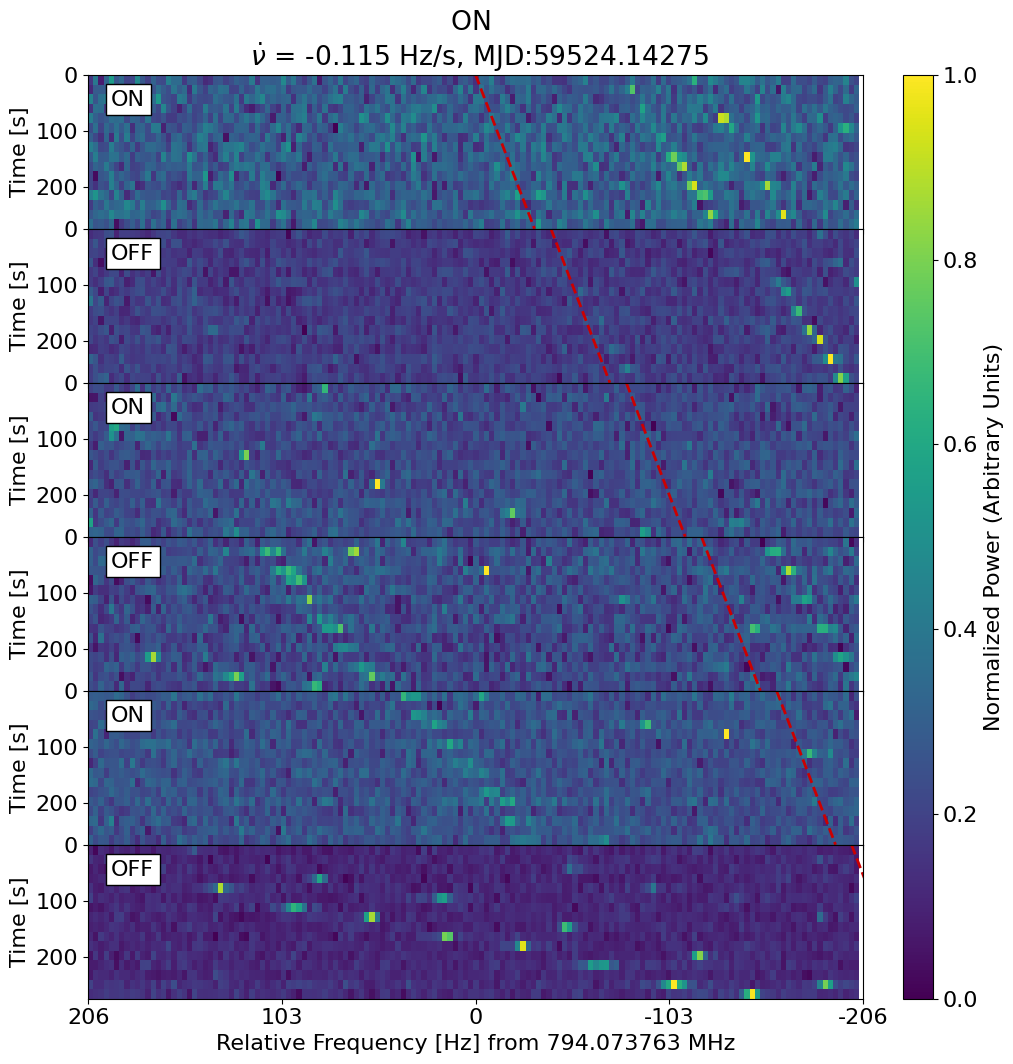 ON
ν̇ = -0.115 Hz/s, MJD:59524.14275
0
100
200
Time [s]
ON
0
100
200
Time [s]
OFF
0
100
200
Time [s]
ON
0
100
200
Time [s]
OFF
0
100
200
Time [s]
ON
0
100
200
Time [s]
OFF
206 103 0 -103 -206
Relative Frequency [Hz] from 794.073763 MHz
1.0
0.8
0.6
0.4
0.2
0.0
Normalized Power (Arbitrary Units)